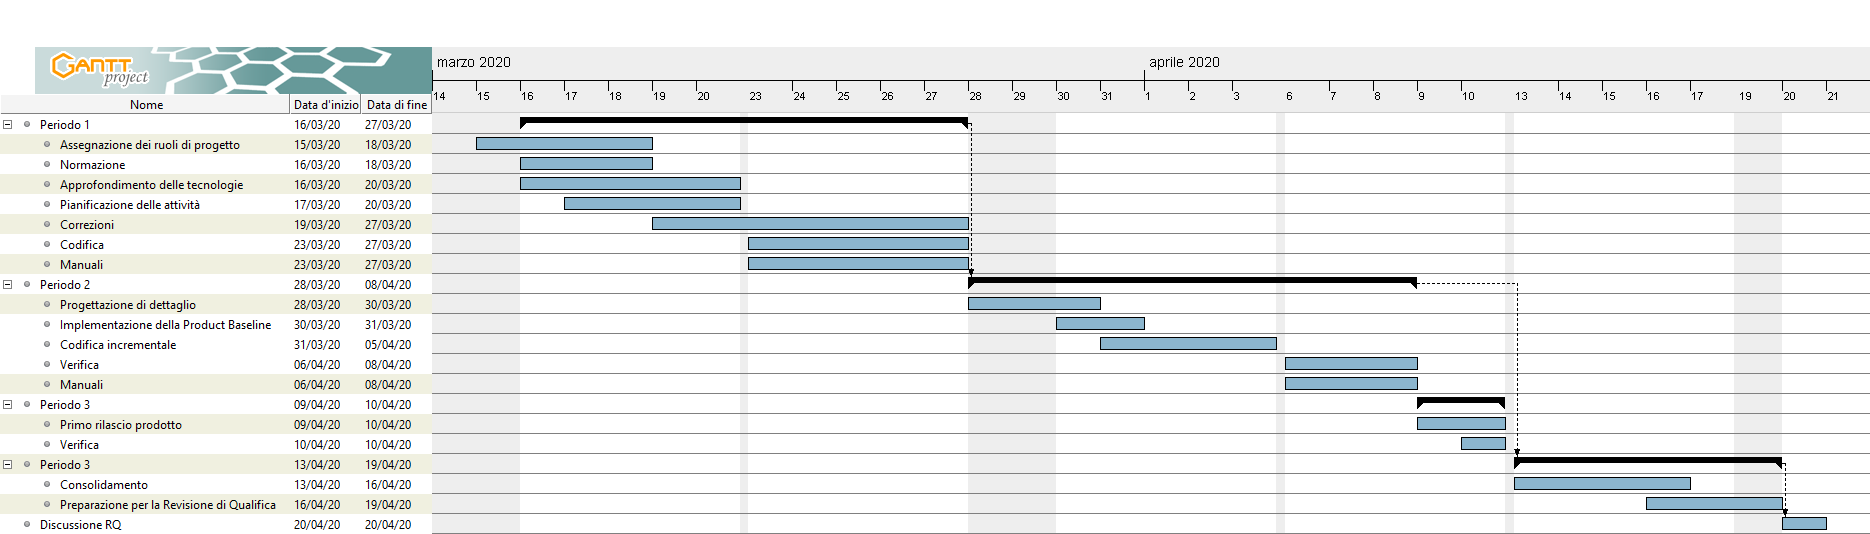 GANTT
project
marzo 2020
aprile 2020
14 15 16 17 18 19 20 23 24 25 26 27 28 29 30 31 1 2 3 6 7 8 9 10 13 14 15 16 17 19 20 21
Nome Data d'inizio Data di fine
Periodo 1 16/03/20 27/03/20
Assegnazione dei ruoli di progetto 15/03/20 18/03/20
Normazione 16/03/20 18/03/20
Approfondimento delle tecnologie 16/03/20 20/03/20
Pianificazione delle attività 17/03/20 20/03/20
Correzioni 19/03/20 27/03/20
Codifica 23/03/20 27/03/20
Manuali 23/03/20 27/03/20
Periodo 2 28/03/20 08/04/20
Progettazione di dettaglio 28/03/20 30/03/20
Implementazione della Product Baseline 30/03/20 31/03/20
Codifica incrementale 31/03/20 05/04/20
Verifica 06/04/20 08/04/20
Manuali 06/04/20 08/04/20
Periodo 3 09/04/20 10/04/20
Primo rilascio prodotto 09/04/20 10/04/20
Verifica 10/04/20 10/04/20
Periodo 3 13/04/20 19/04/20
Consolidamento 13/04/20 16/04/20
Preparazione per la Revisione di Qualifica 16/04/20 19/04/20
Discussione RQ 20/04/20 20/04/20